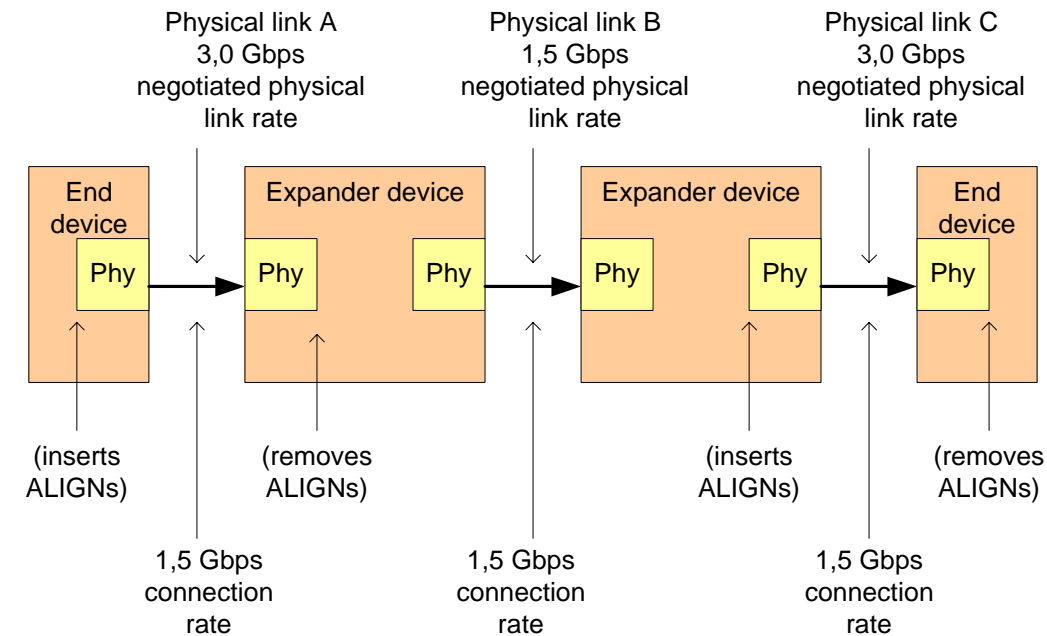 Physical link A
3,0 Gbps
negotiated physical
link rate
Physical link B
1,5 Gbps
negotiated physical
link rate
Physical link C
3,0 Gbps
negotiated physical
link rate
End
device
Expander device
Expander device
End
device
Phy
Phy
Phy
Phy
Phy
Phy
(inserts
ALIGNs)
(removes
ALIGNs)
(inserts
ALIGNs)
(removes
ALIGNs)
1,5 Gbps
connection
rate
1,5 Gbps
connection
rate
1,5 Gbps
connection
rate